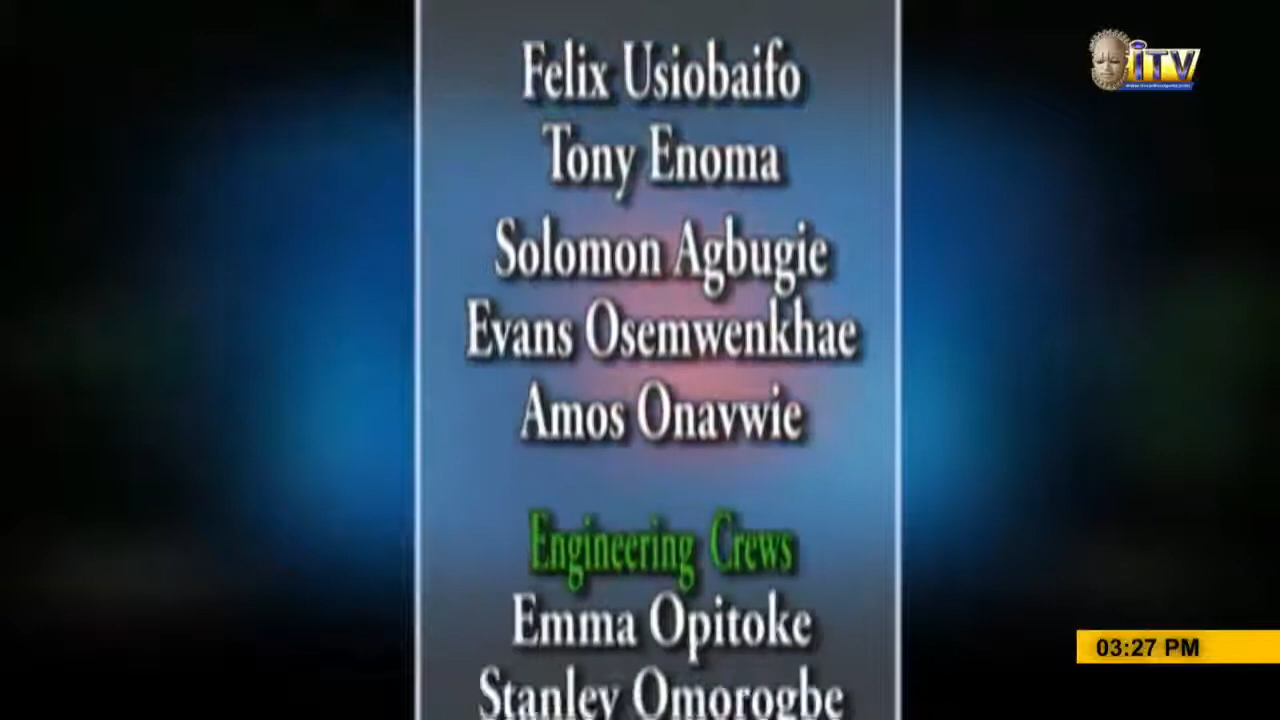 Felix Usiobaifo
iTV
Tony Enoma
Solomon Agbugie
Evans Osemwenkhae
Amos Onavwie
Engineering Crews
Emma Opitoke
03:27 PM
Stanley Omorogbe